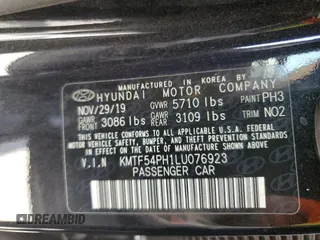 MANUFACTURED IN KOREA BY
HYUNDAI MOTOR COMPANY
NOV/29/19 GVWR 5710 lbs PAINT PH3
GAWR FRONT 3086 lbs GAWR REAR 3109 lbs TRIM NO2
THIS VEHICLE CONFORMS TO ALL APPLICABLE U.S.A. FEDERAL
MOTOR VEHICLE SAFETY, BUMPER, AND THEFT PREVENTION STANDARDS
IN EFFECT ON THE DATE OF MANUFACTURE SHOWN ABOVE.
V.I.N KMTF54PH1LU076923
PASSENGER CAR
DREAMBID